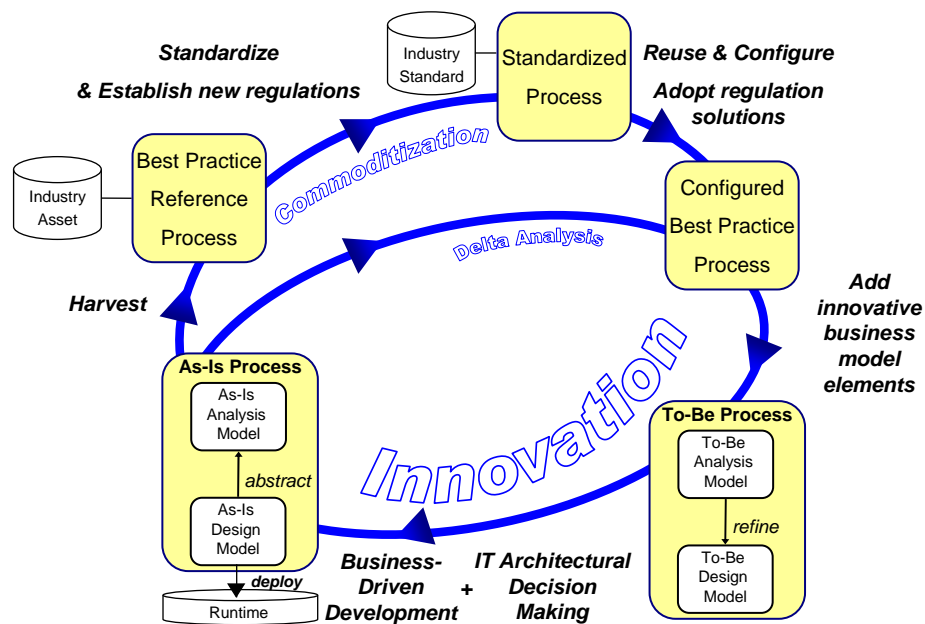 Standardize
& Establish new regulations
Industry
Standard
Standardized
Process
Reuse & Configure
Adopt regulation
solutions
Best Practice
Reference
Process
Industry
Asset
Commoditization
Configured
Best Practice
Process
Delta Analysis
Harvest
Add
innovative
business
model
elements
As-Is Process
As-Is
Analysis
Model
abstract
As-Is
Design
Model
deploy
Runtime
Innovation
To-Be Process
To-Be
Analysis
Model
refine
To-Be
Design
Model
Business-
Driven
Development
+
IT Architectural
Decision
Making